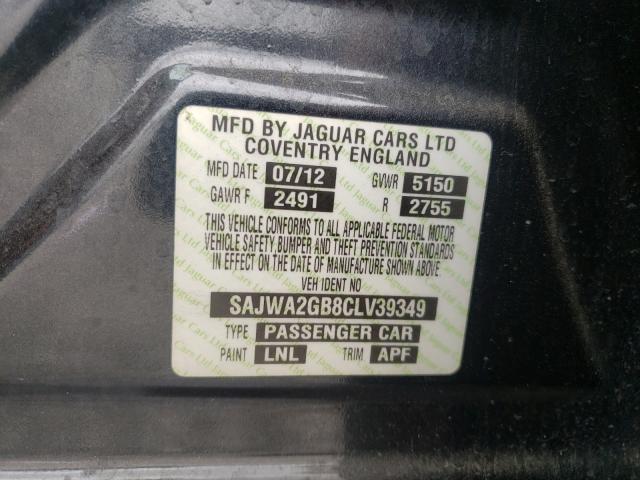 MFD BY JAGUAR CARS LTD
COVENTRY ENGLAND
MFD DATE 07/12 GVWR 5150
GAWR F 2491 R 2755
THIS VEHICLE CONFORMS TO ALL APPLICABLE FEDERAL MOTOR
VEHICLE SAFETY, BUMPER AND THEFT PREVENTION STANDARDS
IN EFFECT ON THE DATE OF MANUFACTURE SHOWN ABOVE
VEH IDENT NO
SAJWA2GB8CLV39349
TYPE PASSENGER CAR
PAINT LNL TRIM APF